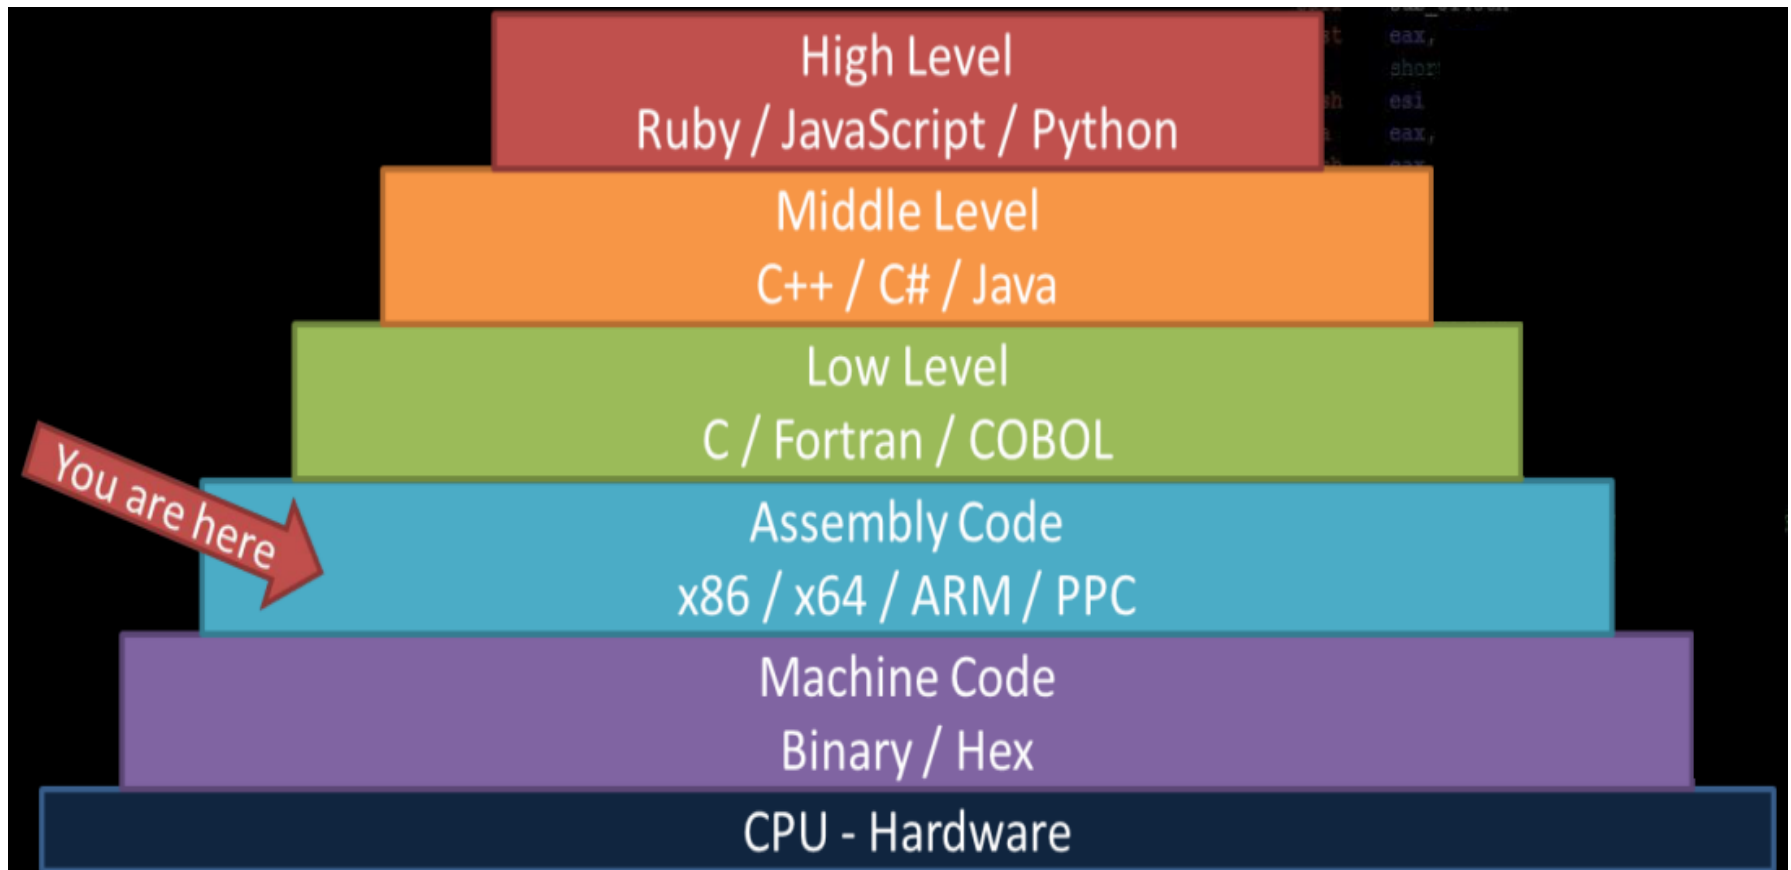 High Level
Ruby / JavaScript / Python
Middle Level
C++ / C# / Java
Low Level
C / Fortran / COBOL
You are here
Assembly Code
x86 / x64 / ARM / PPC
Machine Code
Binary / Hex
CPU - Hardware
eax,
esi
eax,